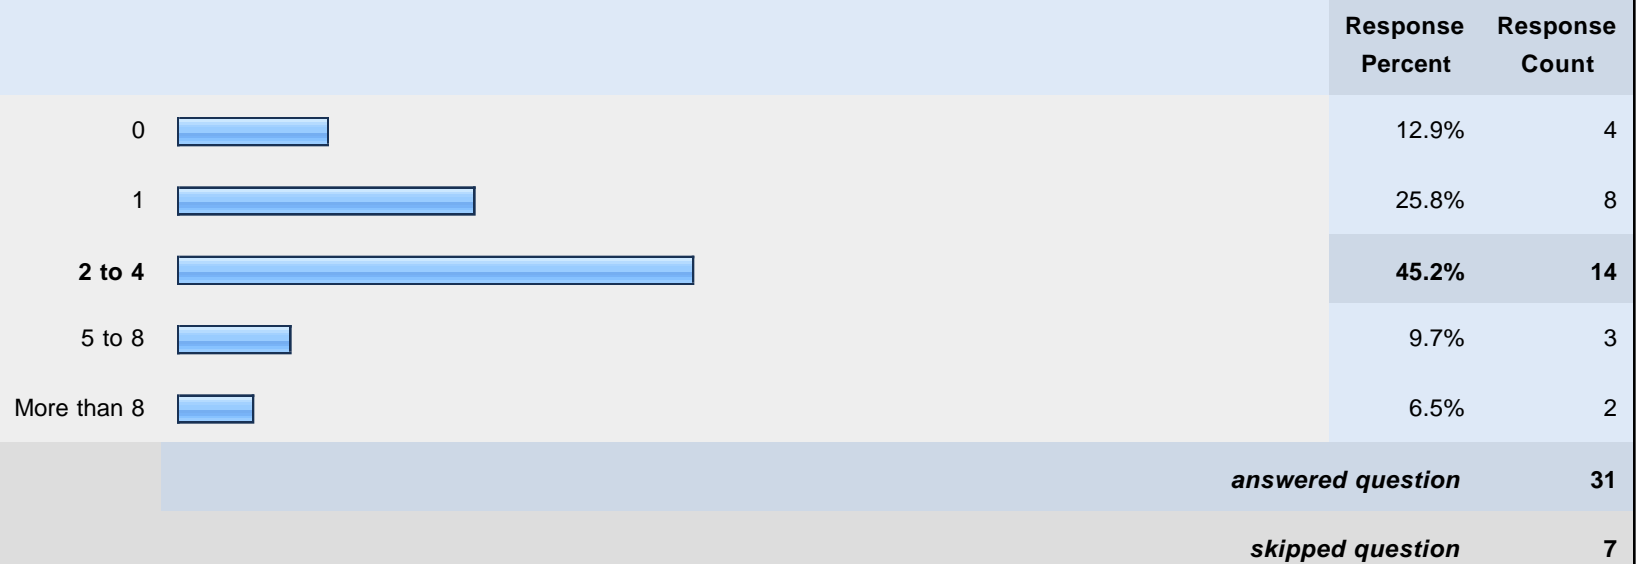 Response Response
Percent Count
0 12.9% 4
1 25.8% 8
2 to 4 45.2% 14
5 to 8 9.7% 3
More than 8 6.5% 2
answered question 31
skipped question 7